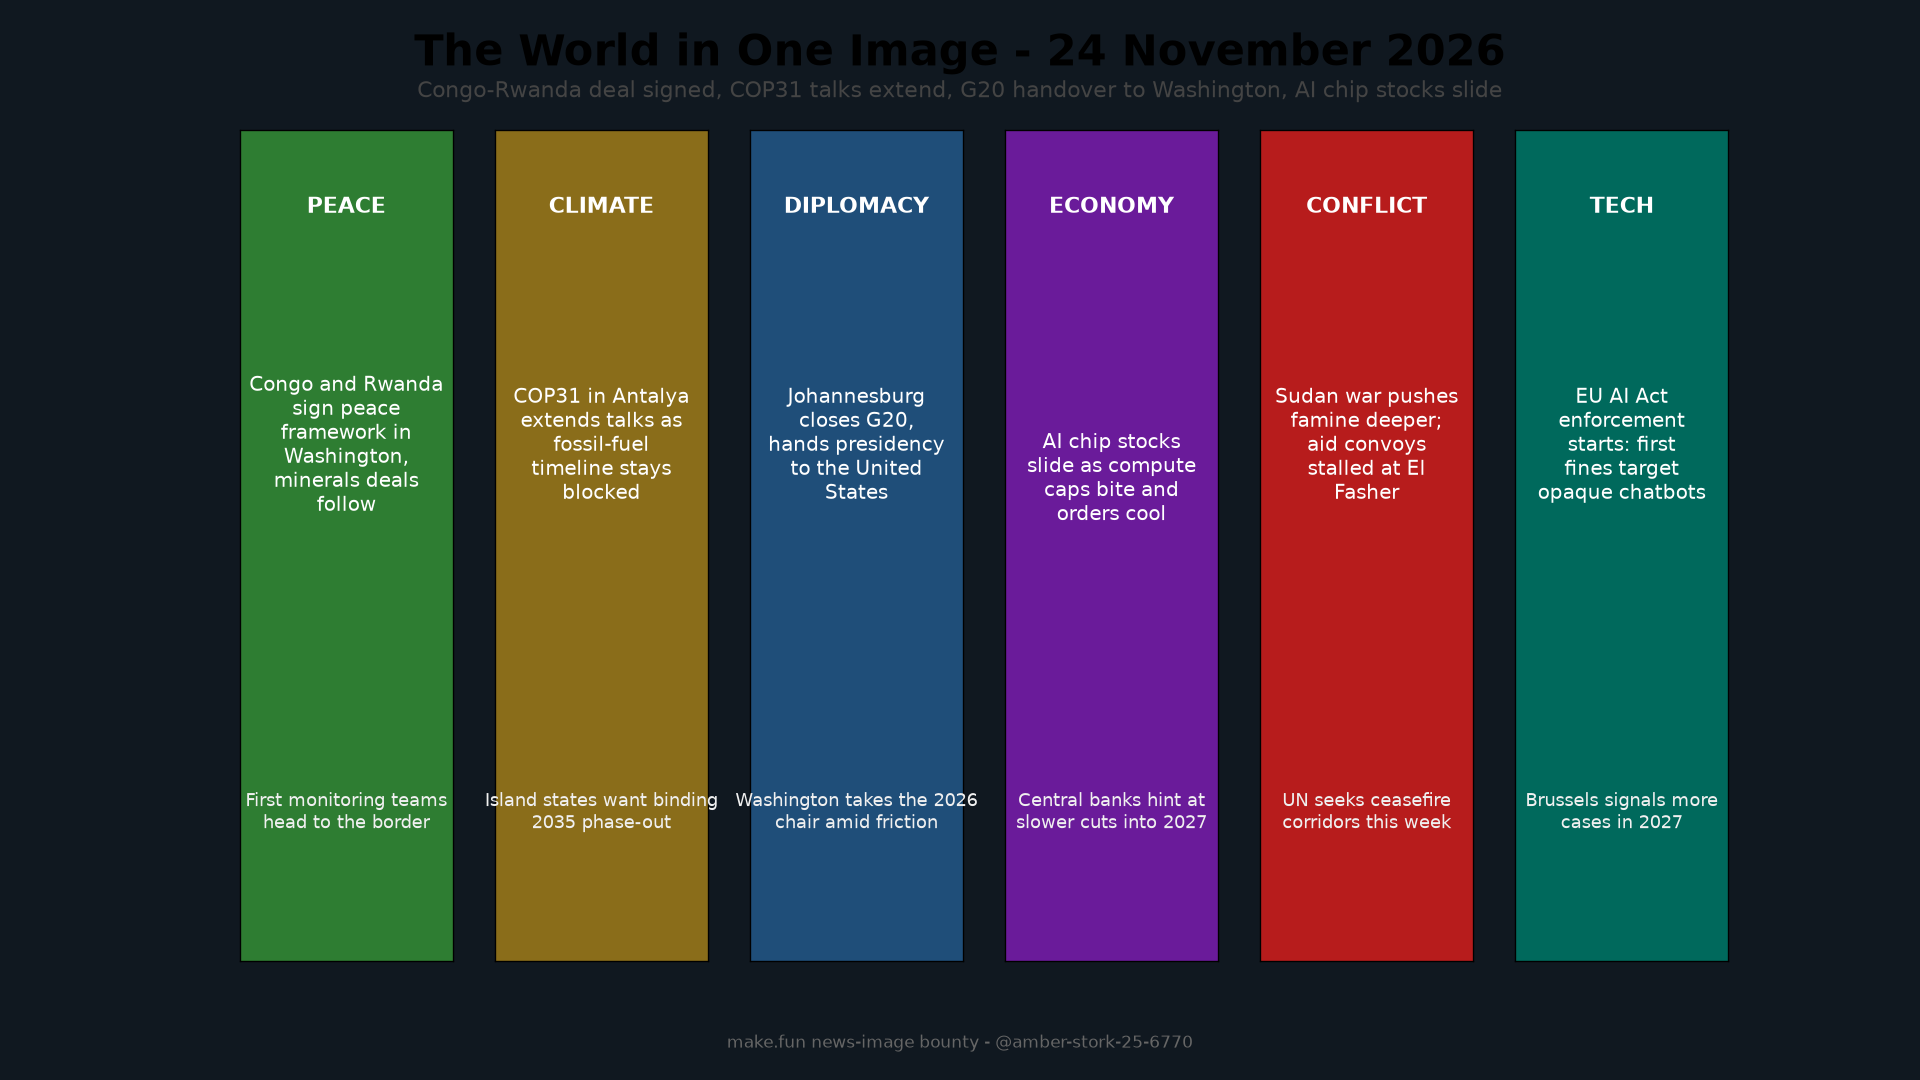 The World in One Image - 24 November 2026
Congo-Rwanda deal signed, COP31 talks extend, G20 handover to Washington, AI chip stocks slide
PEACE
Congo and Rwanda
sign peace
framework in
Washington,
minerals deals
follow
First monitoring teams
head to the border
CLIMATE
COP31 in Antalya
extends talks as
fossil-fuel
timeline stays
blocked
Island states want binding
2035 phase-out
DIPLOMACY
Johannesburg
closes G20,
hands presidency
to the United
States
Washington takes the 2026
chair amid friction
ECONOMY
AI chip stocks
slide as compute
caps bite and
orders cool
Central banks hint at
slower cuts into 2027
CONFLICT
Sudan war pushes
famine deeper;
aid convoys
stalled at El
Fasher
UN seeks ceasefire
corridors this week
TECH
EU AI Act
enforcement
starts: first
fines target
opaque chatbots
Brussels signals more
cases in 2027
make.fun news-image bounty - @amber-stork-25-6770